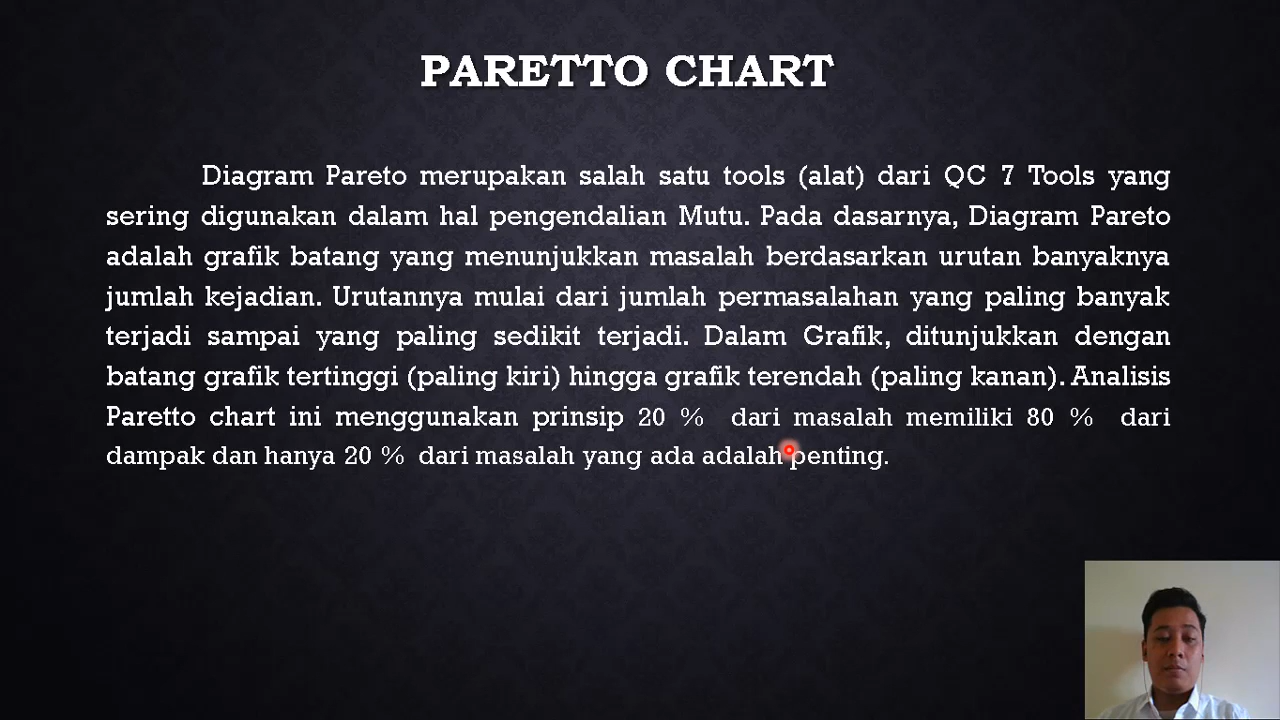 PARETTO CHART
Diagram Pareto merupakan salah satu tools (alat) dari QC 7 Tools yang
sering digunakan dalam hal pengendalian Mutu. Pada dasarnya, Diagram Pareto
adalah grafik batang yang menunjukkan masalah berdasarkan urutan banyaknya
jumlah kejadian. Urutannya mulai dari jumlah permasalahan yang paling banyak
terjadi sampai yang paling sedikit terjadi. Dalam Grafik, ditunjukkan dengan
batang grafik tertinggi (paling kiri) hingga grafik terendah (paling kanan). Analisis
Paretto chart ini menggunakan prinsip 20 % dari masalah memiliki 80 % dari
dampak dan hanya 20 % dari masalah yang ada adalah penting.